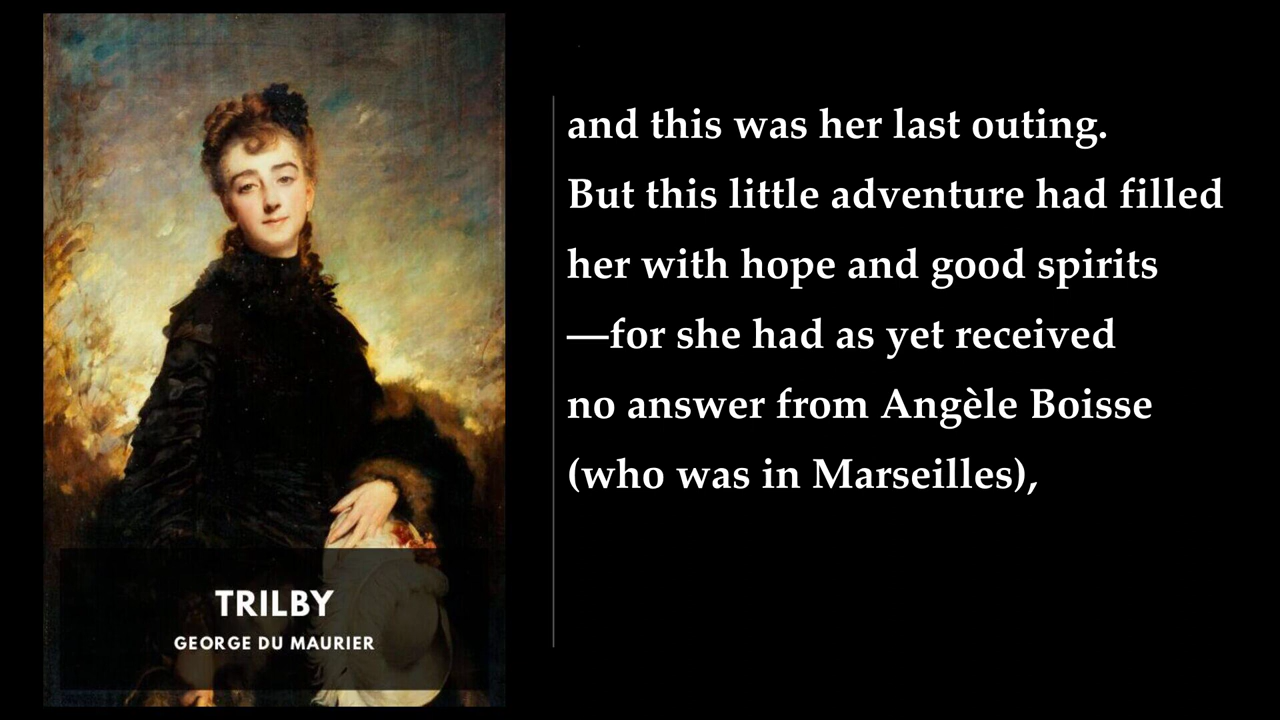 TRILBY
GEORGE DU MAURIER
and this was her last outing.
But this little adventure had filled
her with hope and good spirits
—for she had as yet received
no answer from Angèle Boisse
(who was in Marseilles),